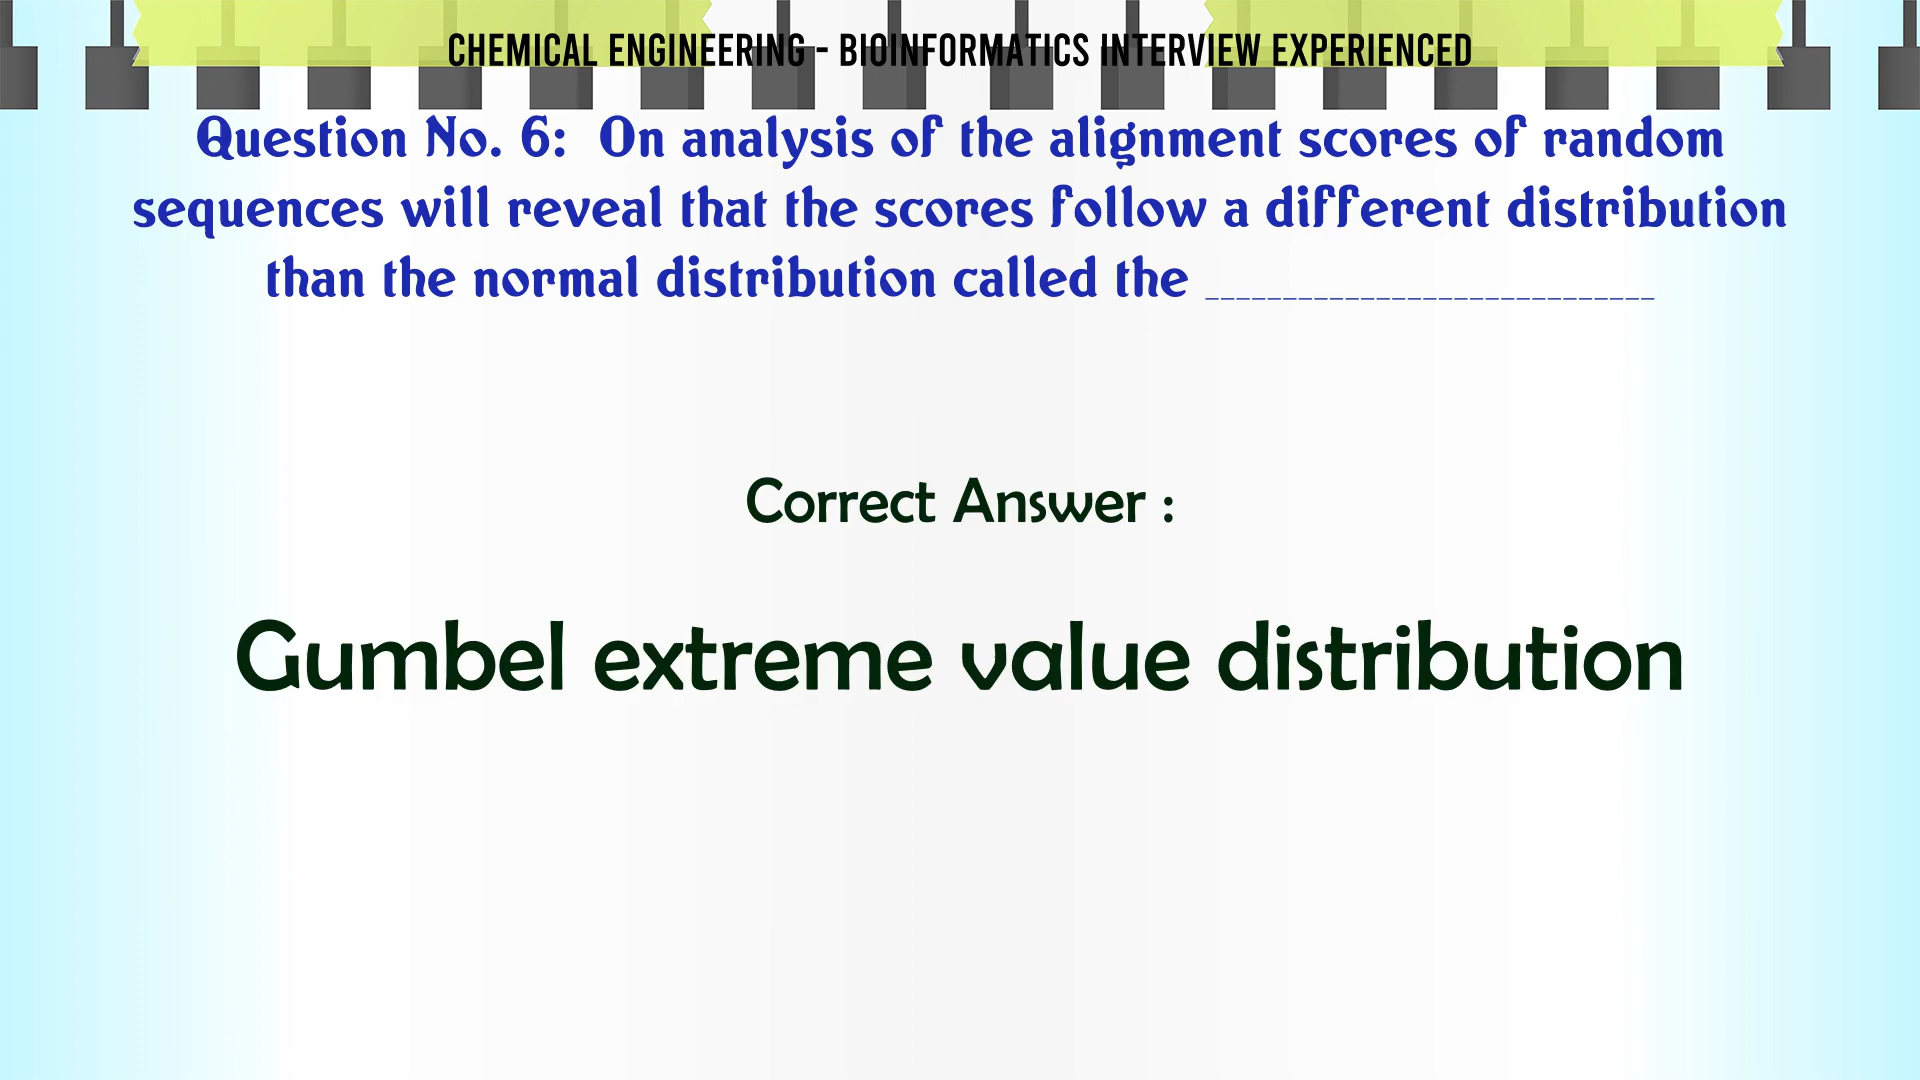 CHEMICAL ENGINEERING - BIOINFORMATICS INTERVIEW EXPERIENCED
Question No. 6: On analysis of the alignment scores of random
sequences will reveal that the scores follow a different distribution
than the normal distribution called the _____________________________
Correct Answer :
Gumbel extreme value distribution